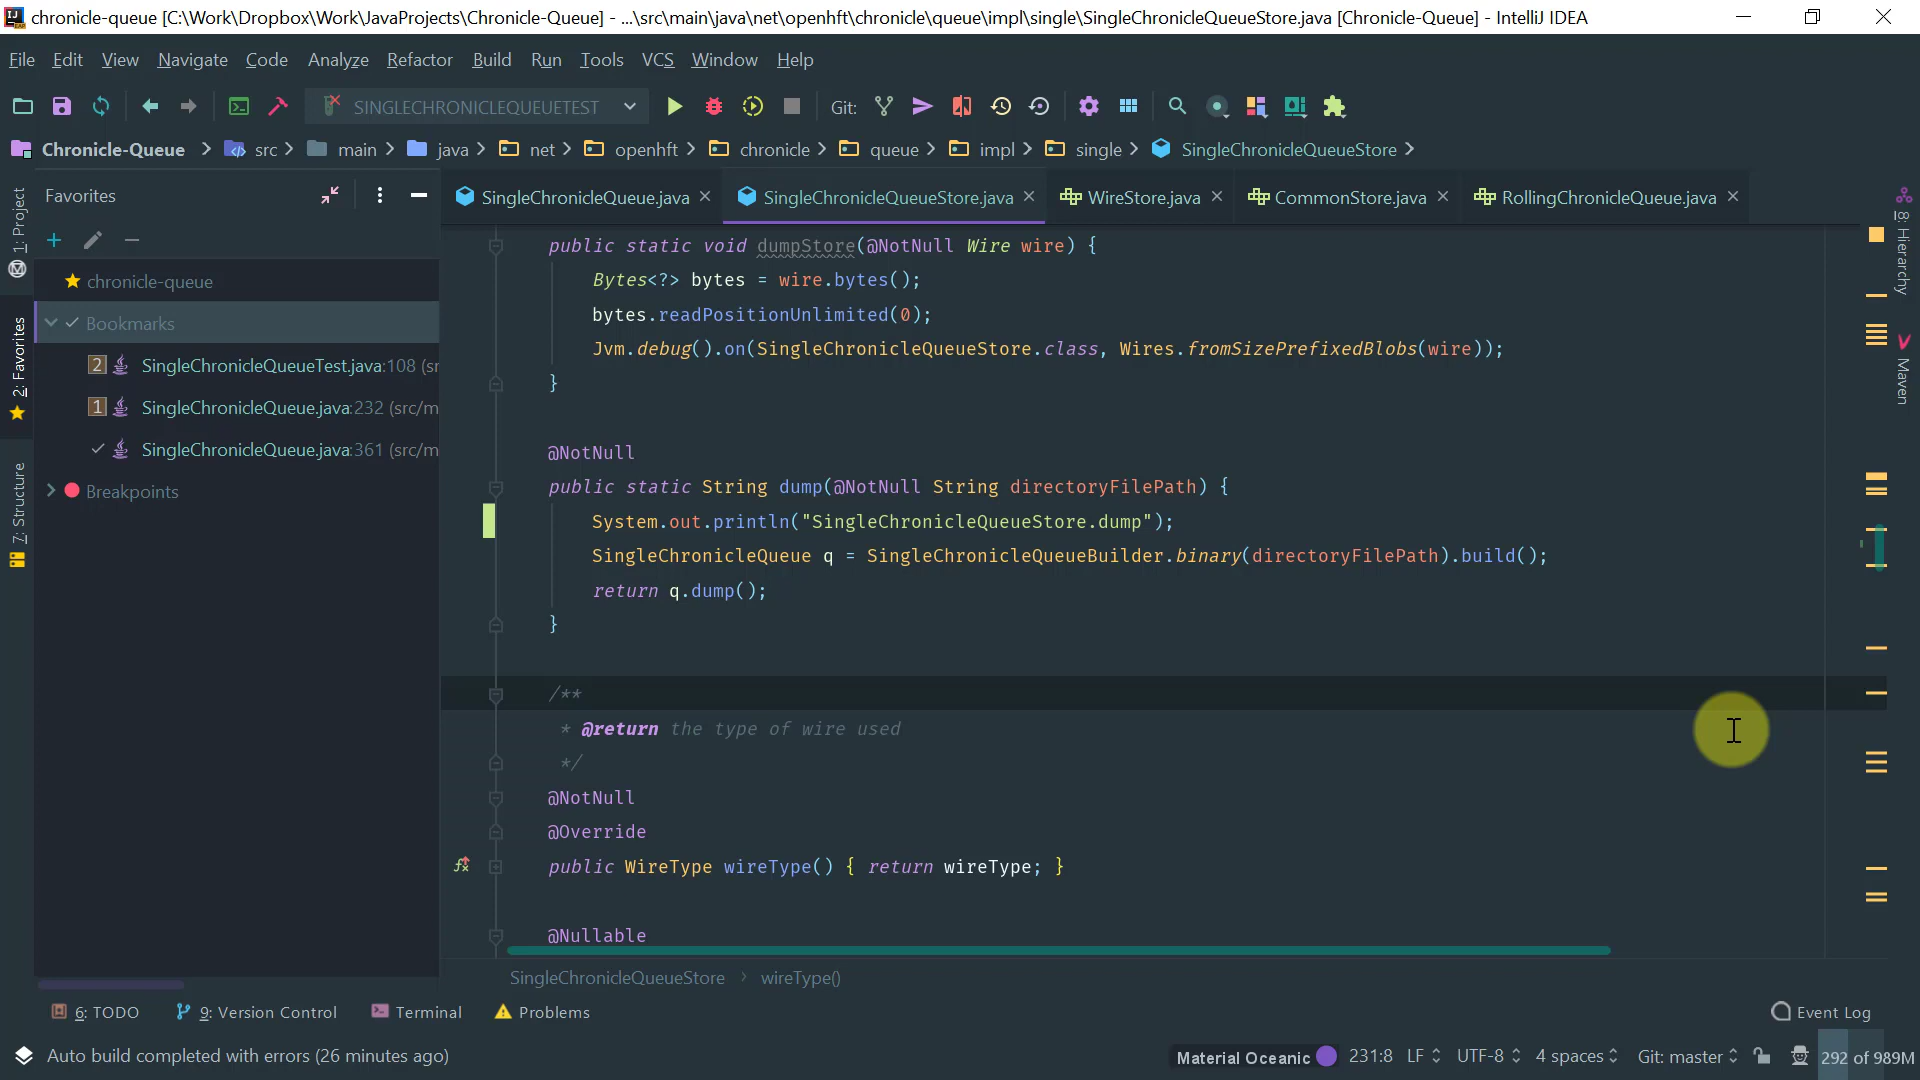 chronicle-queue [C:\Work\Dropbox\Work\JavaProjects\Chronicle-Queue] - ...\src\main\java\net\openhft\chronicle\queue\impl\single\SingleChronicleQueueStore.java [Chronicle-Queue] - IntelliJ IDEA
File Edit View Navigate Code Analyze Refactor Build Run Tools VCS Window Help
SINGLECHRONICLEQUEUETEST Git:
Chronicle-Queue src main java net openhft chronicle queue impl single SingleChronicleQueueStore
Favorites
SingleChronicleQueue.java SingleChronicleQueueStore.java WireStore.java CommonStore.java RollingChronicleQueue.java
1: Project
2: Favorites
7: Structure
chronicle-queue
Bookmarks
2 SingleChronicleQueueTest.java:108 (sr
1 SingleChronicleQueue.java:232 (src/m
SingleChronicleQueue.java:361 (src/m
Breakpoints
public static void dumpStore(@NotNull Wire wire) {
Bytes<?> bytes = wire.bytes();
bytes.readPositionUnlimited(0);
Jvm.debug().on(SingleChronicleQueueStore.class, Wires.fromSizePrefixedBlobs(wire));
}
@NotNull
public static String dump(@NotNull String directoryFilePath) {
System.out.println("SingleChronicleQueueStore.dump");
SingleChronicleQueue q = SingleChronicleQueueBuilder.binary(directoryFilePath).build();
return q.dump();
}
/**
* @return the type of wire used
*/
@NotNull
@Override
public WireType wireType() { return wireType; }
@Nullable
8: Hierarchy
Maven
SingleChronicleQueueStore > wireType()
6: TODO 9: Version Control Terminal Problems Event Log
Auto build completed with errors (26 minutes ago) Material Oceanic 231:8 LF UTF-8 4 spaces Git: master 292 of 989M